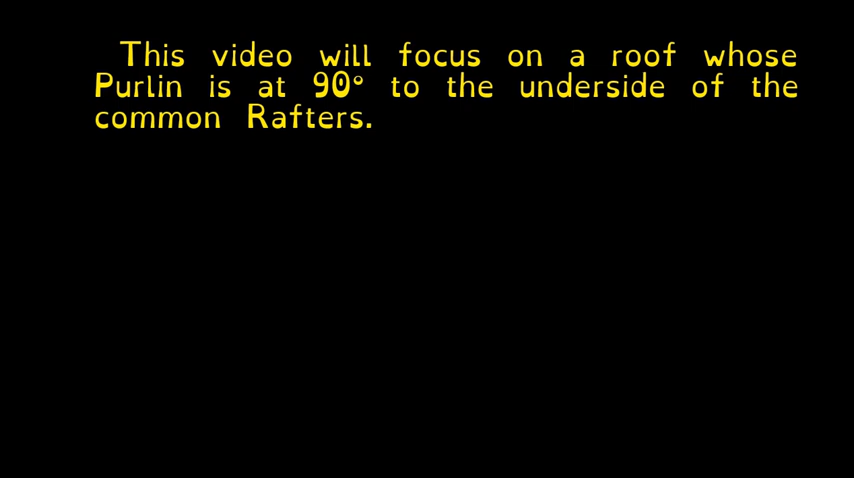 This video will focus on a roof whose
Purlin is at 90° to the underside of the
common Rafters.